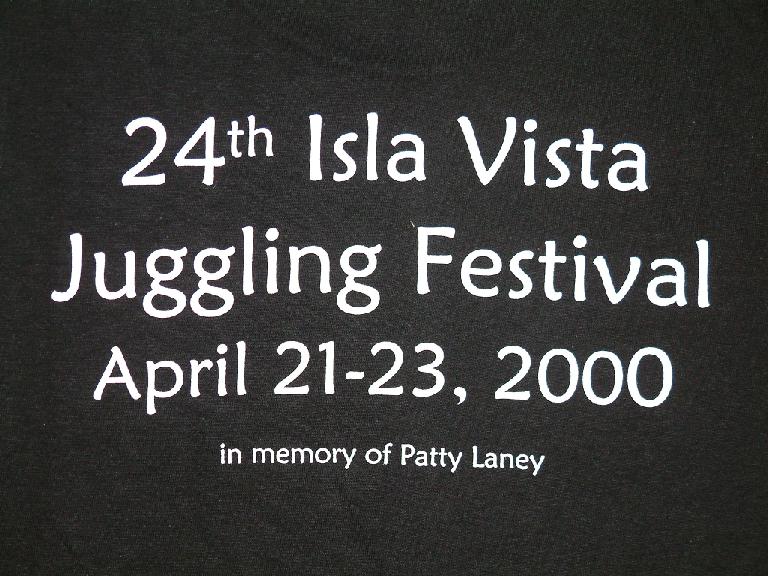 24th Isla Vista
Juggling Festival
April 21-23, 2000
in memory of Patty Laney